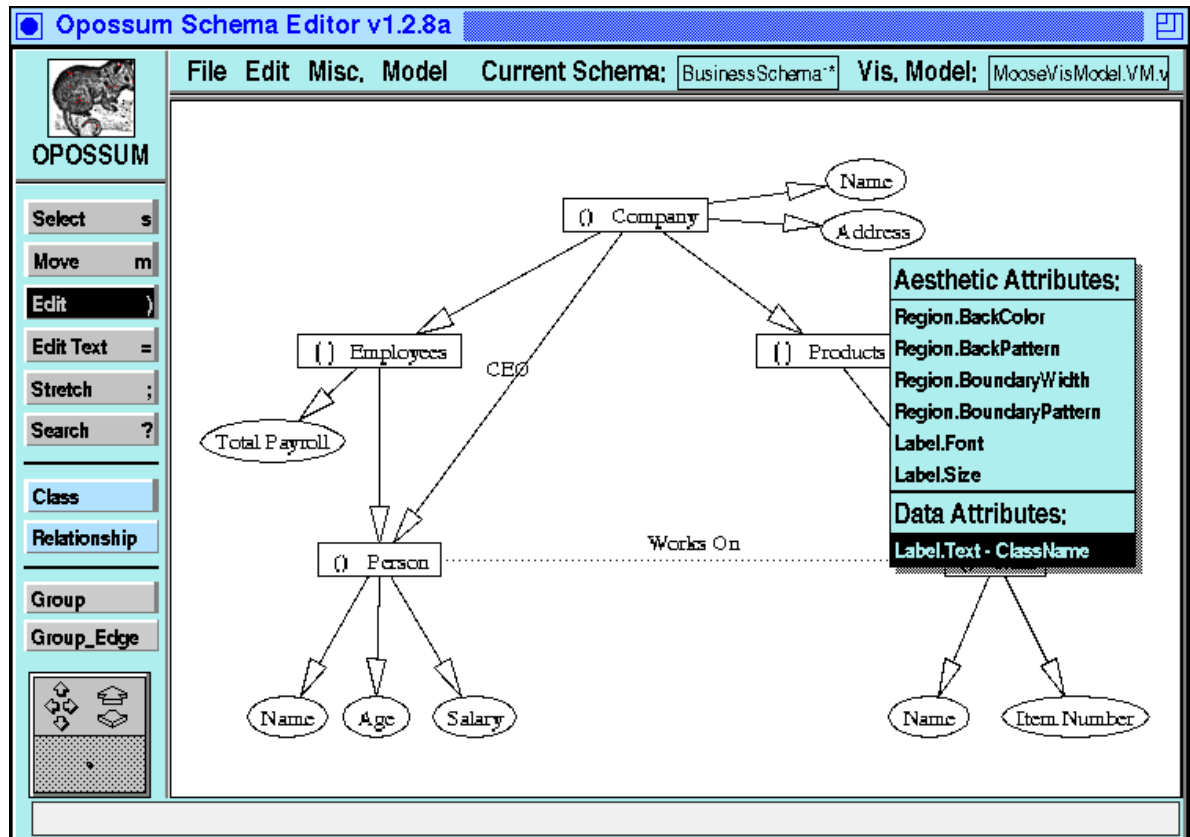 Opossum Schema Editor v1.2.8a
File Edit Misc. Model Current Schema: BusinessSchema~* Vis. Model: MooseVisModel.VM.v
OPOSSUM
Select s
Move m
Edit )
Edit Text =
Stretch ;
Search ?
Class
Relationship
Group
Group_Edge
Name
() Company
Address
( ) Employees
CEO
( ) Products
Total Payroll
Works On
() Person
Name
Age
Salary
Name
Item Number
Aesthetic Attributes:
Region.BackColor
Region.BackPattern
Region.BoundaryWidth
Region.BoundaryPattern
Label.Font
Label.Size
Data Attributes:
Label.Text - ClassName